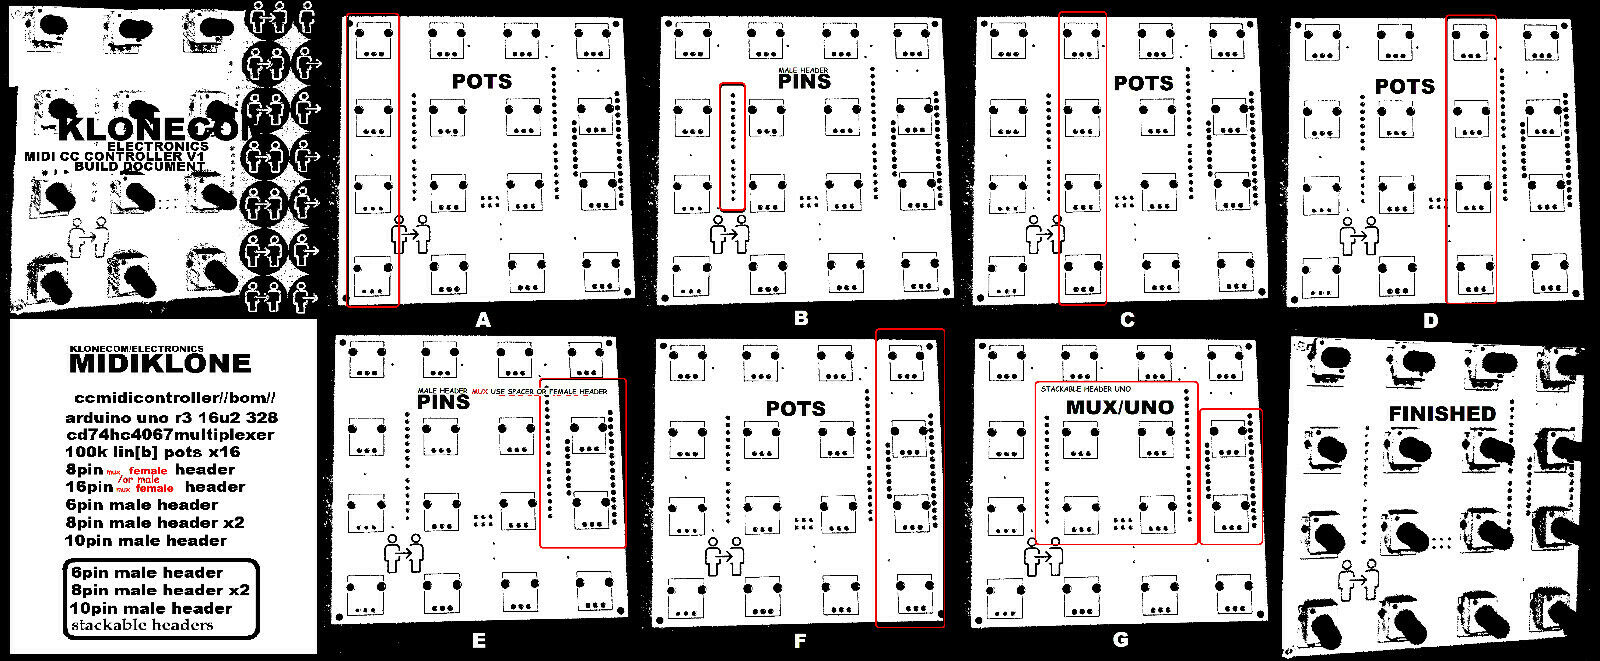 KLONECOM
ELECTRONICS
MIDI CC CONTROLLER V1
BUILD DOCUMENT
POTS
A
MALE HEADER
PINS
B
POTS
C
POTS
D
KLONECOM/ELECTRONICS
MIDIKLONE
ccmidicontroller//bom//
arduino uno r3 16u2 328
cd74hc4067multiplexer
100k lin[b] pots x16
8pin mux female header
/or male
16pin mux female header
6pin male header
8pin male header x2
10pin male header
6pin male header
8pin male header x2
10pin male header
stackable headers
MALE HEADER MUX USE SPACER OR FEMALE HEADER
PINS
E
POTS
F
STACKABLE HEADER UNO
MUX/UNO
G
FINISHED